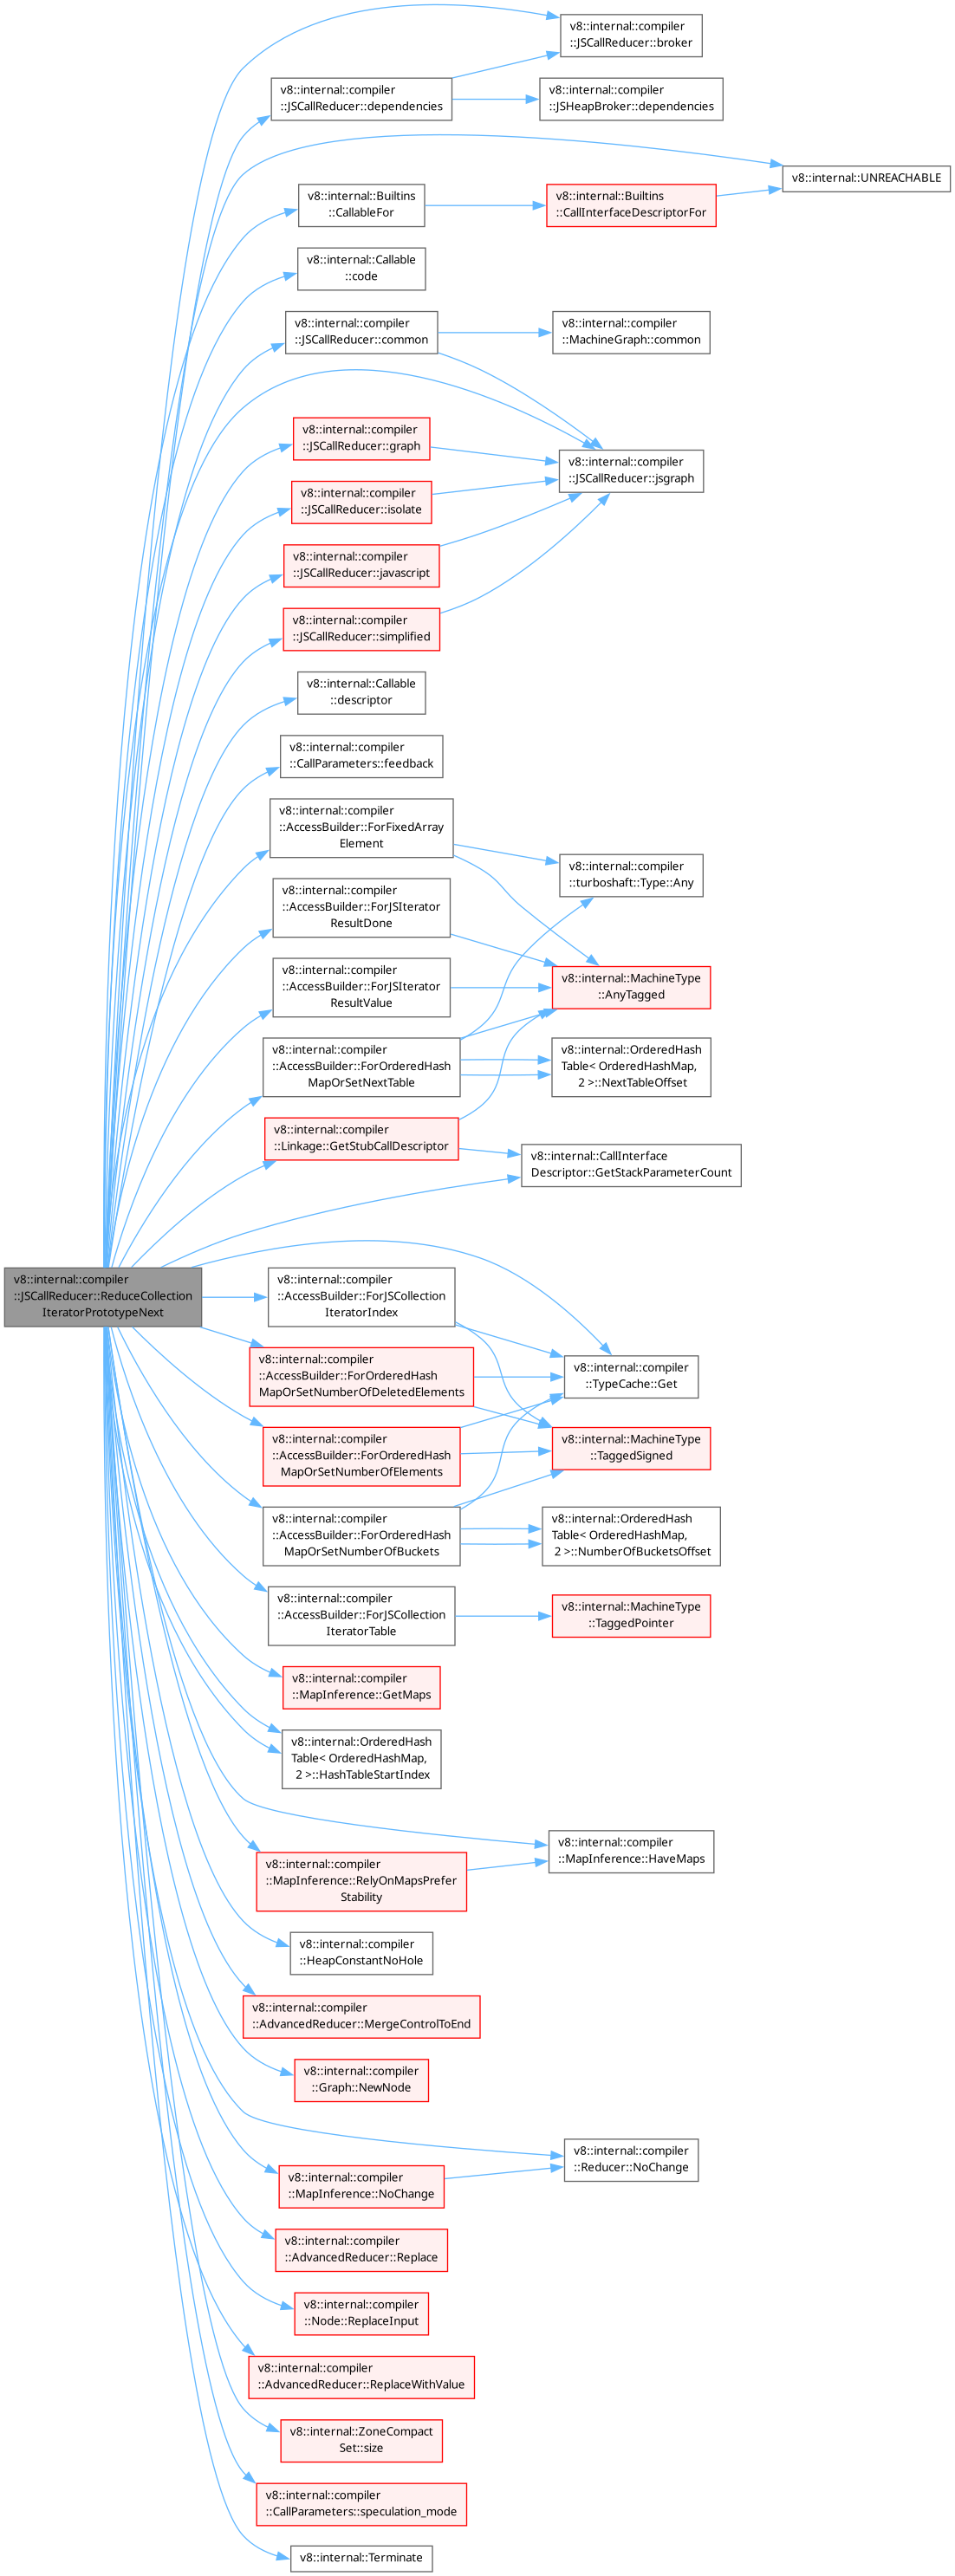 v8::internal::compiler
::JSCallReducer::broker
v8::internal::compiler
::JSCallReducer::dependencies
v8::internal::compiler
::JSHeapBroker::dependencies
v8::internal::UNREACHABLE
v8::internal::Builtins
::CallableFor
v8::internal::Builtins
::CallInterfaceDescriptorFor
v8::internal::Callable
::code
v8::internal::compiler
::JSCallReducer::common
v8::internal::compiler
::MachineGraph::common
v8::internal::compiler
::JSCallReducer::graph
v8::internal::compiler
::JSCallReducer::jsgraph
v8::internal::compiler
::JSCallReducer::isolate
v8::internal::compiler
::JSCallReducer::javascript
v8::internal::compiler
::JSCallReducer::simplified
v8::internal::Callable
::descriptor
v8::internal::compiler
::CallParameters::feedback
v8::internal::compiler
::AccessBuilder::ForFixedArray
Element
v8::internal::compiler
::turboshaft::Type::Any
v8::internal::compiler
::AccessBuilder::ForJSIterator
ResultDone
v8::internal::MachineType
::AnyTagged
v8::internal::compiler
::AccessBuilder::ForJSIterator
ResultValue
v8::internal::compiler
::AccessBuilder::ForOrderedHash
MapOrSetNextTable
v8::internal::OrderedHash
Table< OrderedHashMap,
2 >::NextTableOffset
v8::internal::compiler
::Linkage::GetStubCallDescriptor
v8::internal::CallInterface
Descriptor::GetStackParameterCount
v8::internal::compiler
::JSCallReducer::ReduceCollection
IteratorPrototypeNext
v8::internal::compiler
::AccessBuilder::ForJSCollection
IteratorIndex
v8::internal::compiler
::AccessBuilder::ForOrderedHash
MapOrSetNumberOfDeletedElements
v8::internal::compiler
::TypeCache::Get
v8::internal::compiler
::AccessBuilder::ForOrderedHash
MapOrSetNumberOfElements
v8::internal::MachineType
::TaggedSigned
v8::internal::compiler
::AccessBuilder::ForOrderedHash
MapOrSetNumberOfBuckets
v8::internal::OrderedHash
Table< OrderedHashMap,
2 >::NumberOfBucketsOffset
v8::internal::compiler
::AccessBuilder::ForJSCollection
IteratorTable
v8::internal::MachineType
::TaggedPointer
v8::internal::compiler
::MapInference::GetMaps
v8::internal::OrderedHash
Table< OrderedHashMap,
2 >::HashTableStartIndex
v8::internal::compiler
::MapInference::HaveMaps
v8::internal::compiler
::MapInference::RelyOnMapsPrefer
Stability
v8::internal::compiler
::HeapConstantNoHole
v8::internal::compiler
::AdvancedReducer::MergeControlToEnd
v8::internal::compiler
::Graph::NewNode
v8::internal::compiler
::Reducer::NoChange
v8::internal::compiler
::MapInference::NoChange
v8::internal::compiler
::AdvancedReducer::Replace
v8::internal::compiler
::Node::ReplaceInput
v8::internal::compiler
::AdvancedReducer::ReplaceWithValue
v8::internal::ZoneCompact
Set::size
v8::internal::compiler
::CallParameters::speculation_mode
v8::internal::Terminate